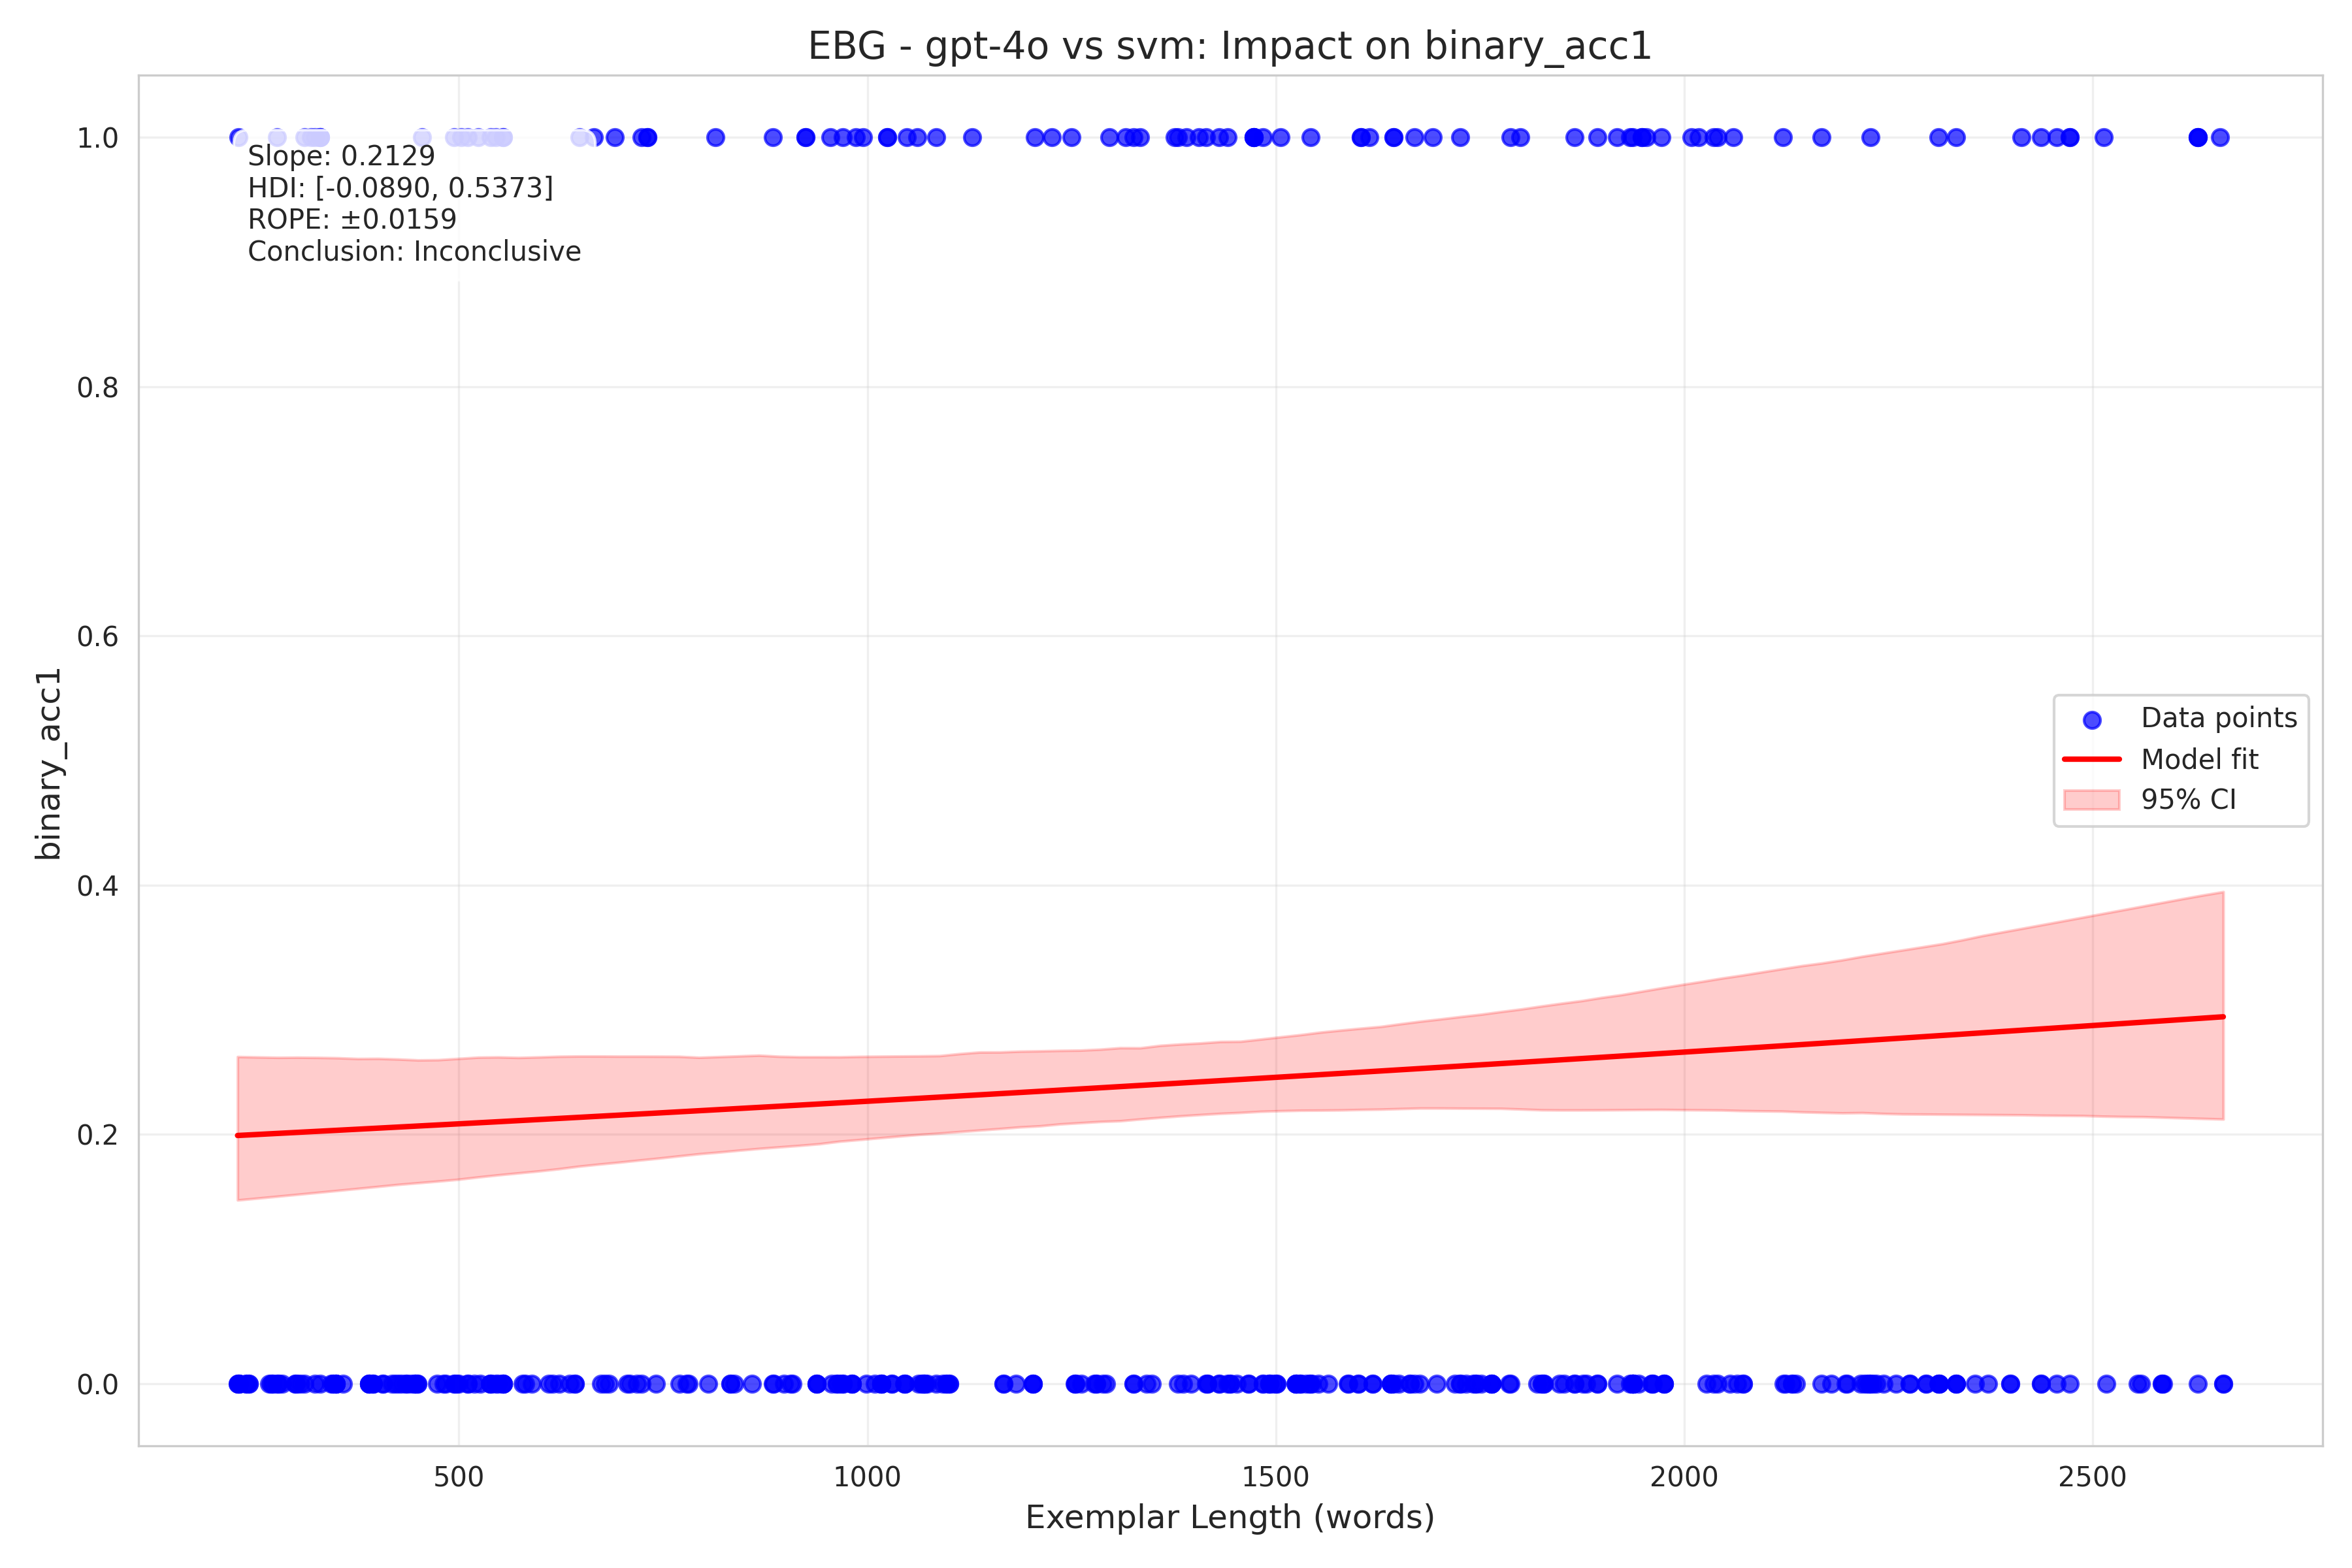 EBG - gpt-4o vs svm: Impact on binary_acc1
1.0
Slope: 0.2129
HDI: [-0.0890, 0.5373]
ROPE: ±0.0159
Conclusion: Inconclusive
0.8
0.6
0.4
0.2
0.0
binary_acc1
Data points
Model fit
95% CI
500
1000
1500
2000
2500
Exemplar Length (words)